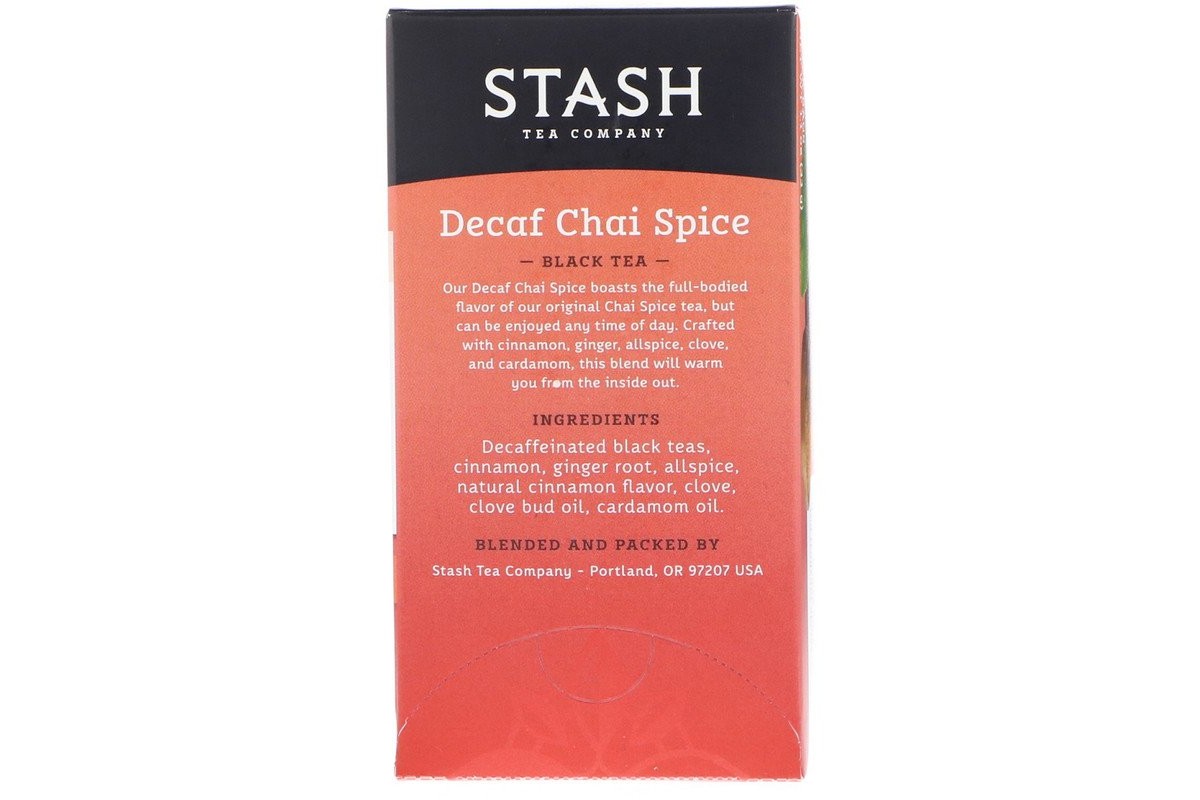 STASH
TEA COMPANY
Decaf Chai Spice
— BLACK TEA —
Our Decaf Chai Spice boasts the full-bodied
flavor of our original Chai Spice tea, but
can be enjoyed any time of day. Crafted
with cinnamon, ginger, allspice, clove,
and cardamom, this blend will warm
you from the inside out.
INGREDIENTS
Decaffeinated black teas,
cinnamon, ginger root, allspice,
natural cinnamon flavor, clove,
clove bud oil, cardamom oil.
BLENDED AND PACKED BY
Stash Tea Company - Portland, OR 97207 USA